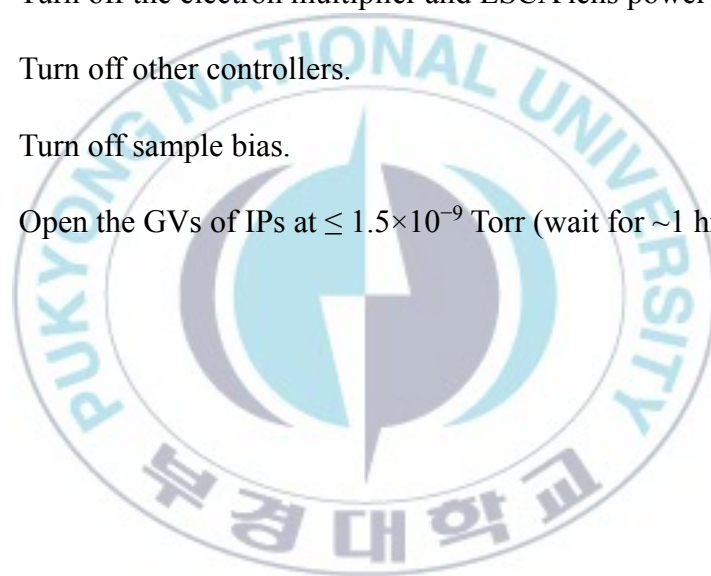 Turn off the electron multiplier and ESCA lens power
Turn off other controllers.
Turn off sample bias.
Open the GVs of IPs at ≤ 1.5×10⁻⁹ Torr (wait for ~1 h
PUKYONG NATIONAL UNIVERSITY
부경대학교